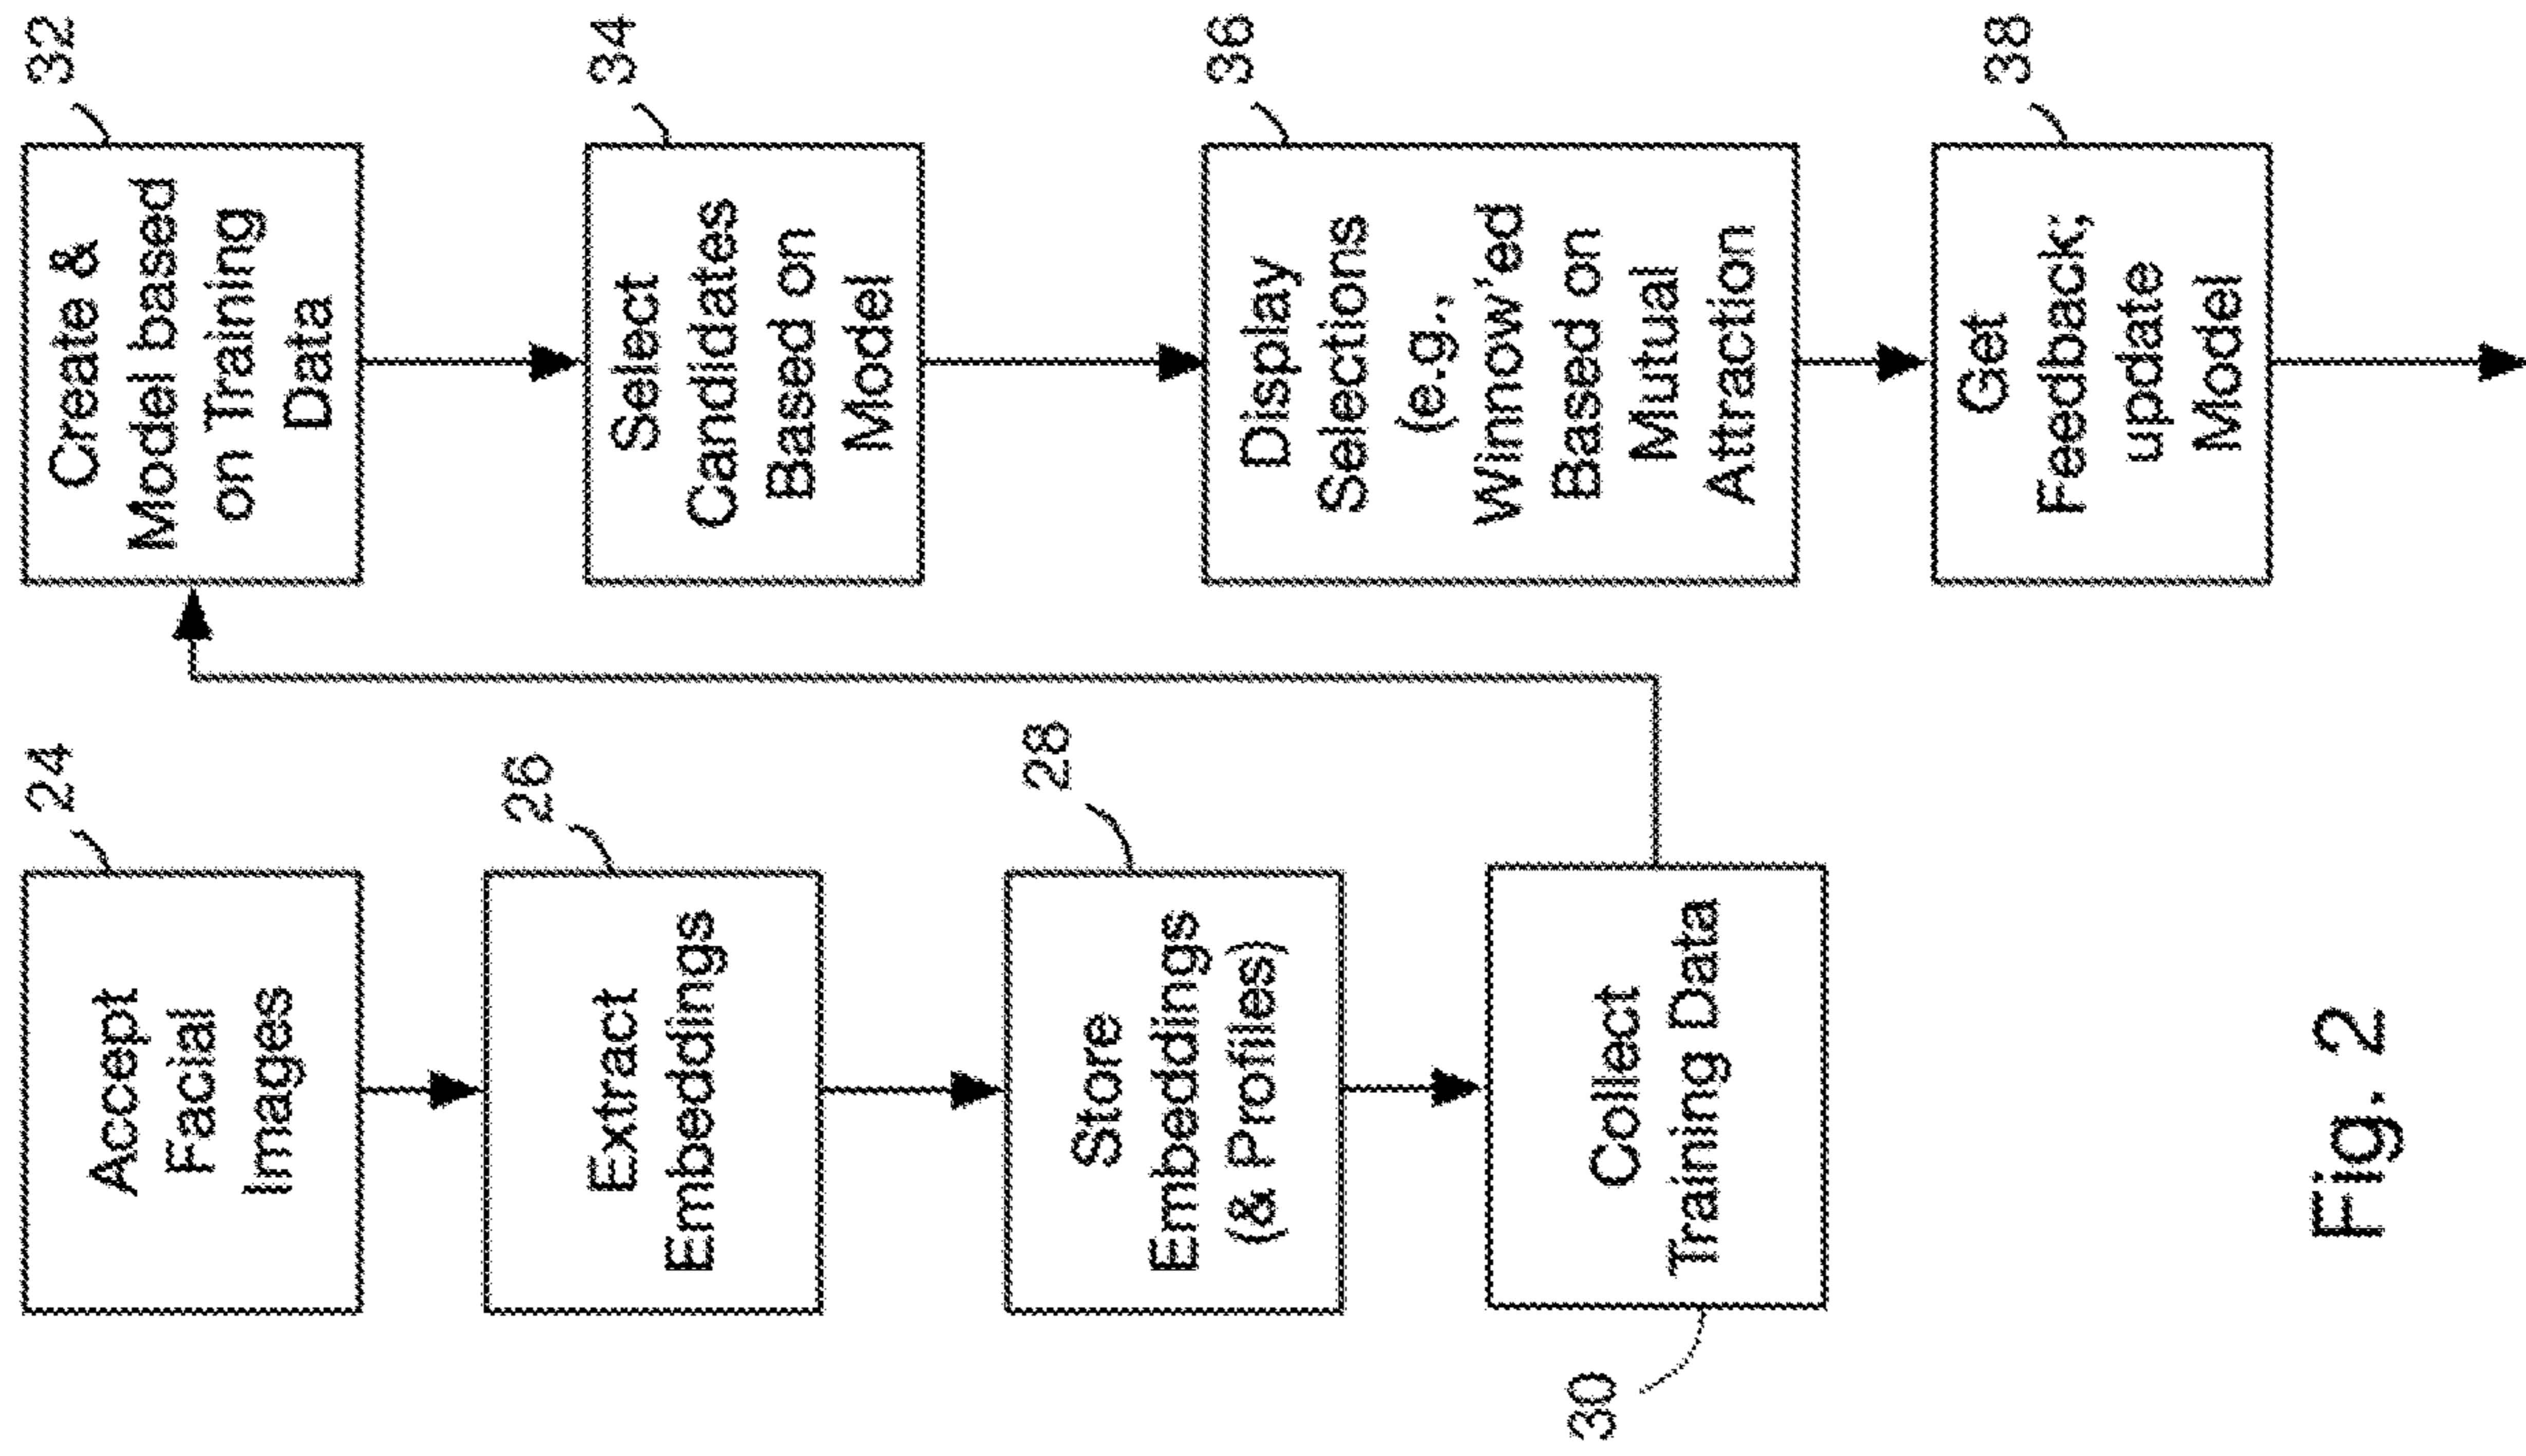 24
Accept
Facial
Images
26
Extract
Embeddings
28
Store
Embeddings
(& Profiles)
30
Collect
Training Data
32
Create &
Model based
on Training
Data
34
Select
Candidates
Based on
Model
36
Display
Selections
(e.g.,
Winnow'ed
Based on
Mutual
Attraction
38
Get
Feedback;
update
Model
Fig. 2